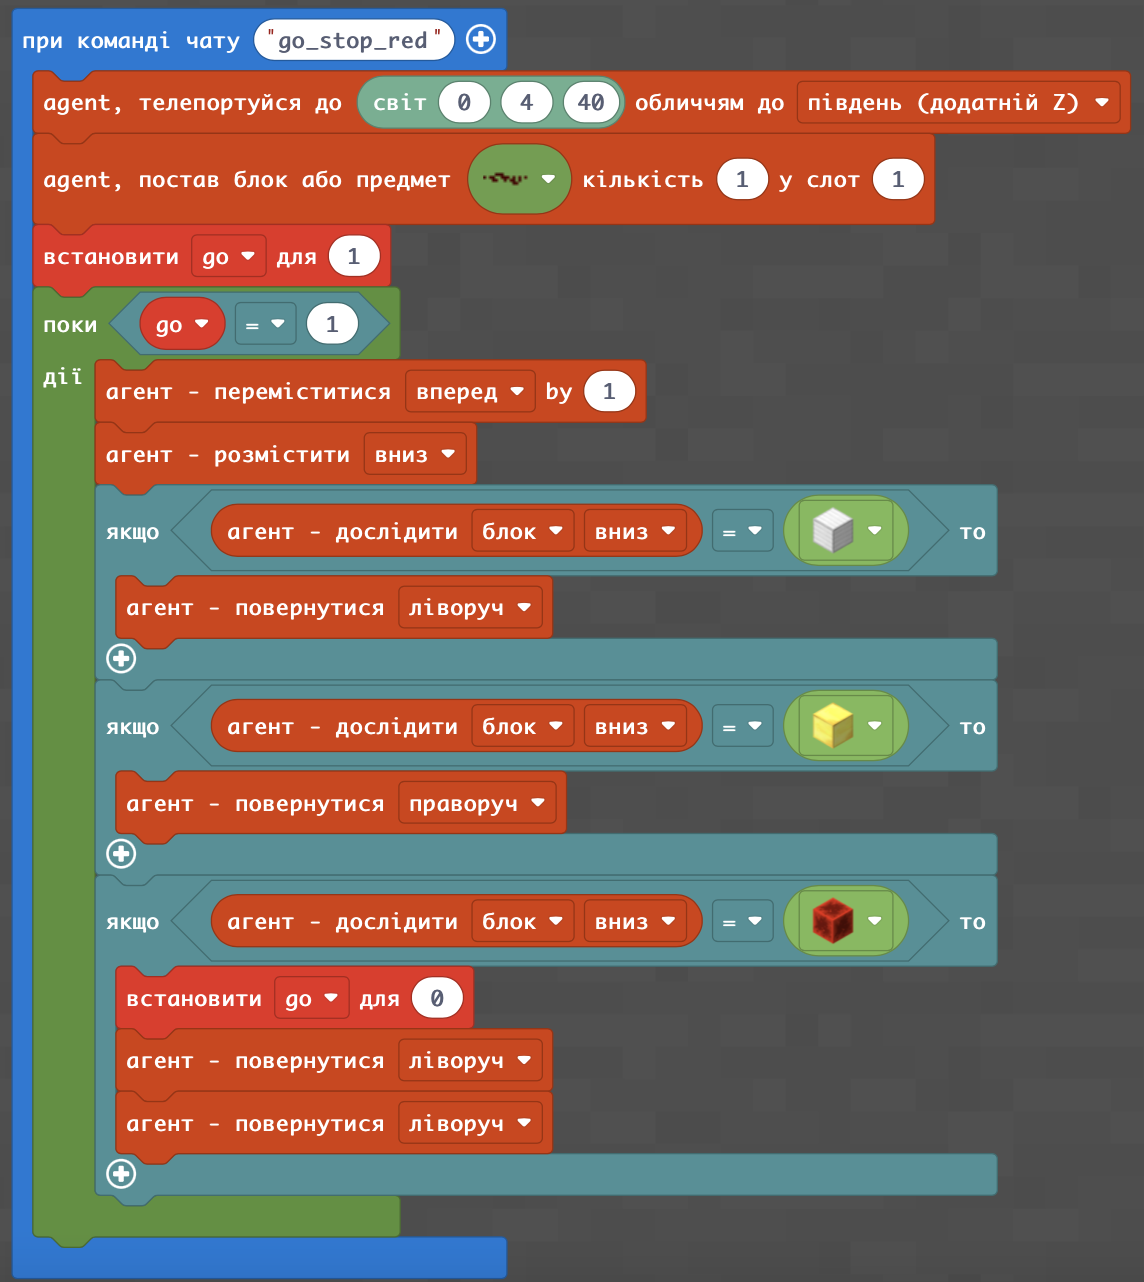 при команді чату "go_stop_red"
agent, телепортуйся до світ 0 4 40 обличчям до південь (додатній Z)
agent, постав блок або предмет кількість 1 у слот 1
встановити go для 1
поки go = 1
дії
агент - переміститися вперед by 1
агент - розмістити вниз
якщо агент - дослідити блок вниз = то
агент - повернутися ліворуч
якщо агент - дослідити блок вниз = то
агент - повернутися праворуч
якщо агент - дослідити блок вниз = то
встановити go для 0
агент - повернутися ліворуч
агент - повернутися ліворуч